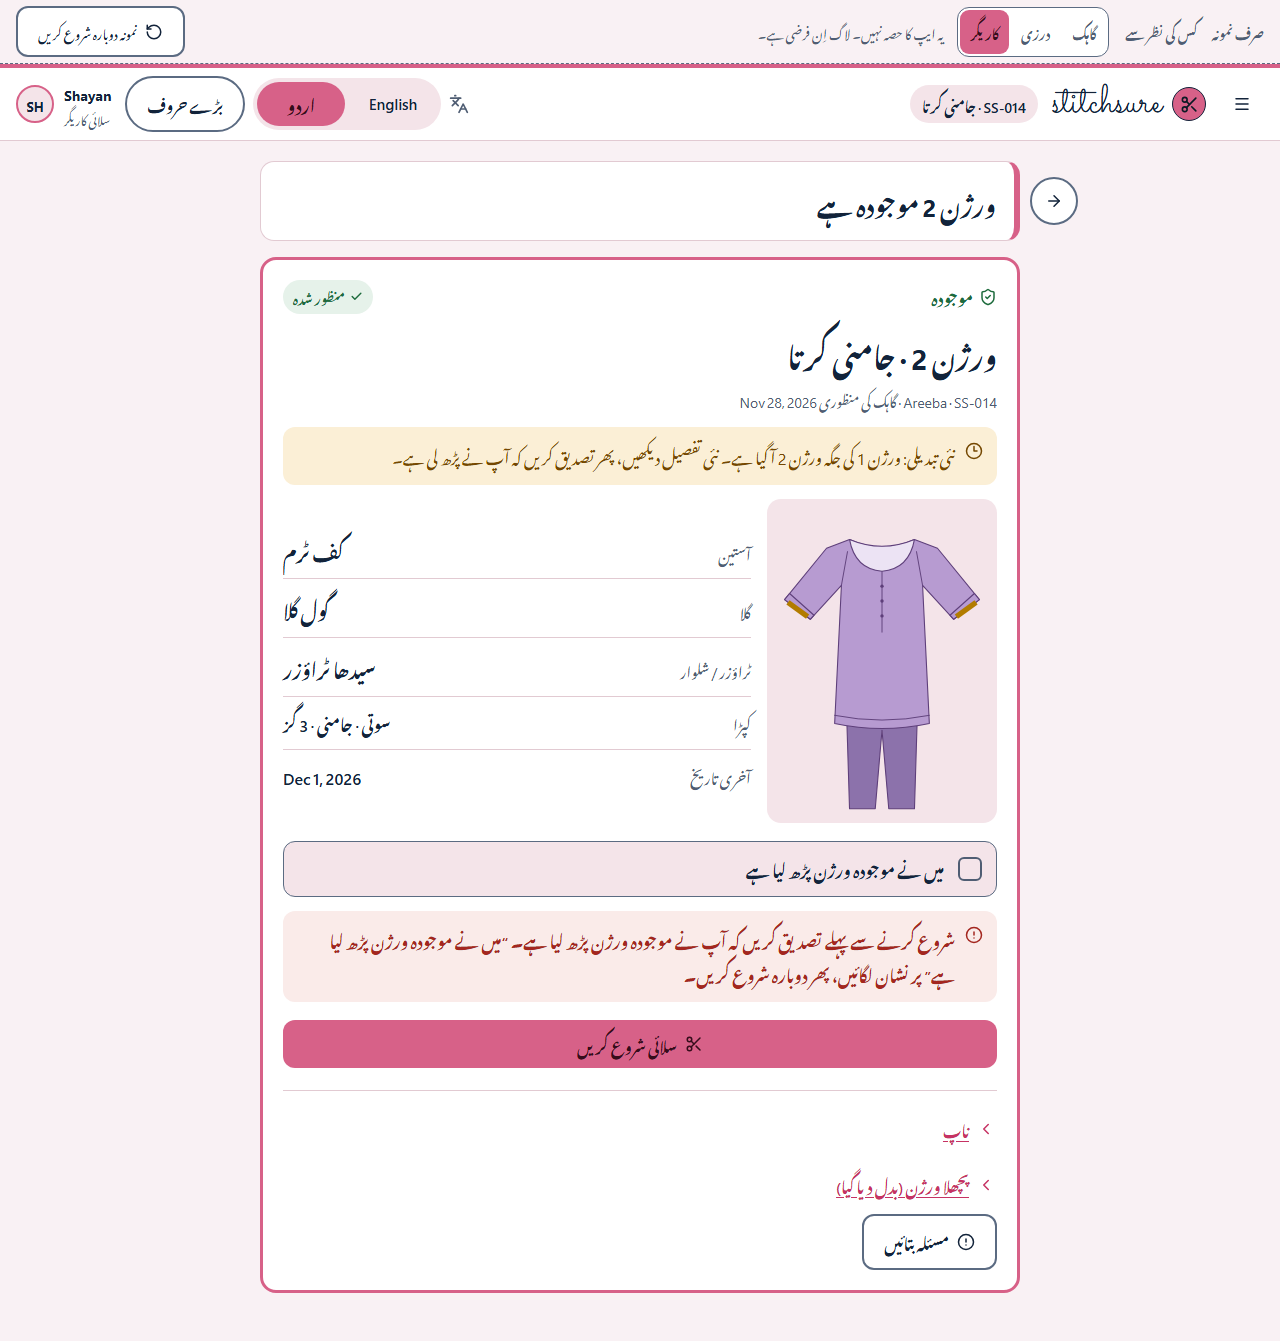 صرف نمونہ کس کی نظر سے گاہک درزی کاریگر یہ ایپ کا حصہ نہیں۔ لاگ اِن فرضی ہے۔ نمونہ دوبارہ شروع کریں
stitchsure SS-014 · جامنی کرتا English اردو بڑے حروف Shayan SH
سلائی کاریگر
ورژن 2 موجودہ ہے
موجودہ منظور شدہ
ورژن 2 · جامنی کرتا
Areeba · SS-014 · گاہک کی منظوری Nov 28, 2026
نئی تبدیلی: ورژن 1 کی جگہ ورژن 2 آ گیا ہے۔ نئی تفصیل دیکھیں، پھر تصدیق کریں کہ آپ نے پڑھ لی ہے۔
آستین کف ٹرم
گلا گول گلا
ٹراؤزر / شلوار سیدھا ٹراؤزر
کپڑا سوتی · جامنی · 3 گز
آخری تاریخ Dec 1, 2026
میں نے موجودہ ورژن پڑھ لیا ہے
شروع کرنے سے پہلے تصدیق کریں کہ آپ نے موجودہ ورژن پڑھ لیا ہے۔ ”میں نے موجودہ ورژن پڑھ لیا
ہے“ پر نشان لگائیں، پھر دوبارہ شروع کریں۔
سلائی شروع کریں
ناپ
پچھلا ورژن (بدل دیا گیا)
مسئلہ بتائیں